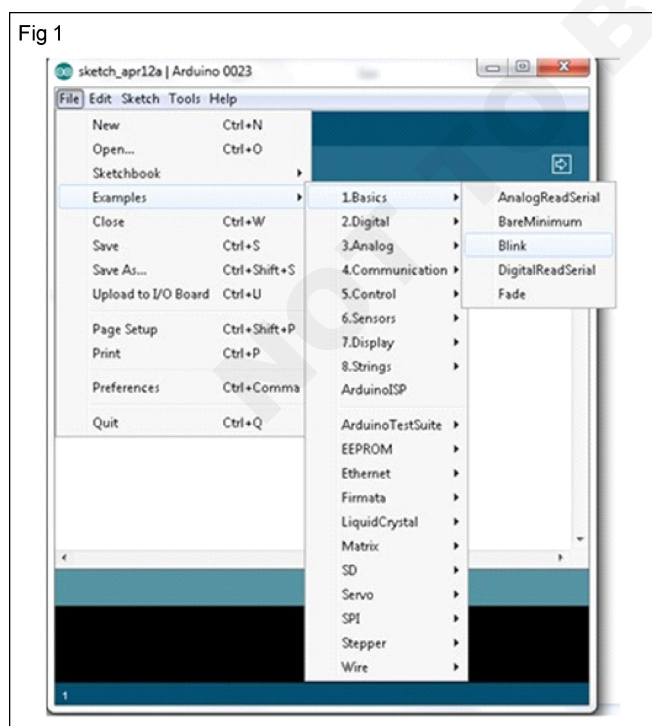 Fig 1
sketch_apr12a | Arduino 0023
File Edit Sketch Tools Help
New Ctrl+N
Open... Ctrl+O
Sketchbook
Examples
Close Ctrl+W
Save Ctrl+S
Save As... Ctrl+Shift+S
Upload to I/O Board Ctrl+U
Page Setup Ctrl+Shift+P
Print Ctrl+P
Preferences Ctrl+Comma
Quit Ctrl+Q
1.Basics
2.Digital
3.Analog
4.Communication
5.Control
6.Sensors
7.Display
8.Strings
ArduinoISP
ArduinoTestSuite
EEPROM
Ethernet
Firmata
LiquidCrystal
Matrix
SD
Servo
SPI
Stepper
Wire
AnalogReadSerial
BareMinimum
Blink
DigitalReadSerial
Fade
1
NOT TO B